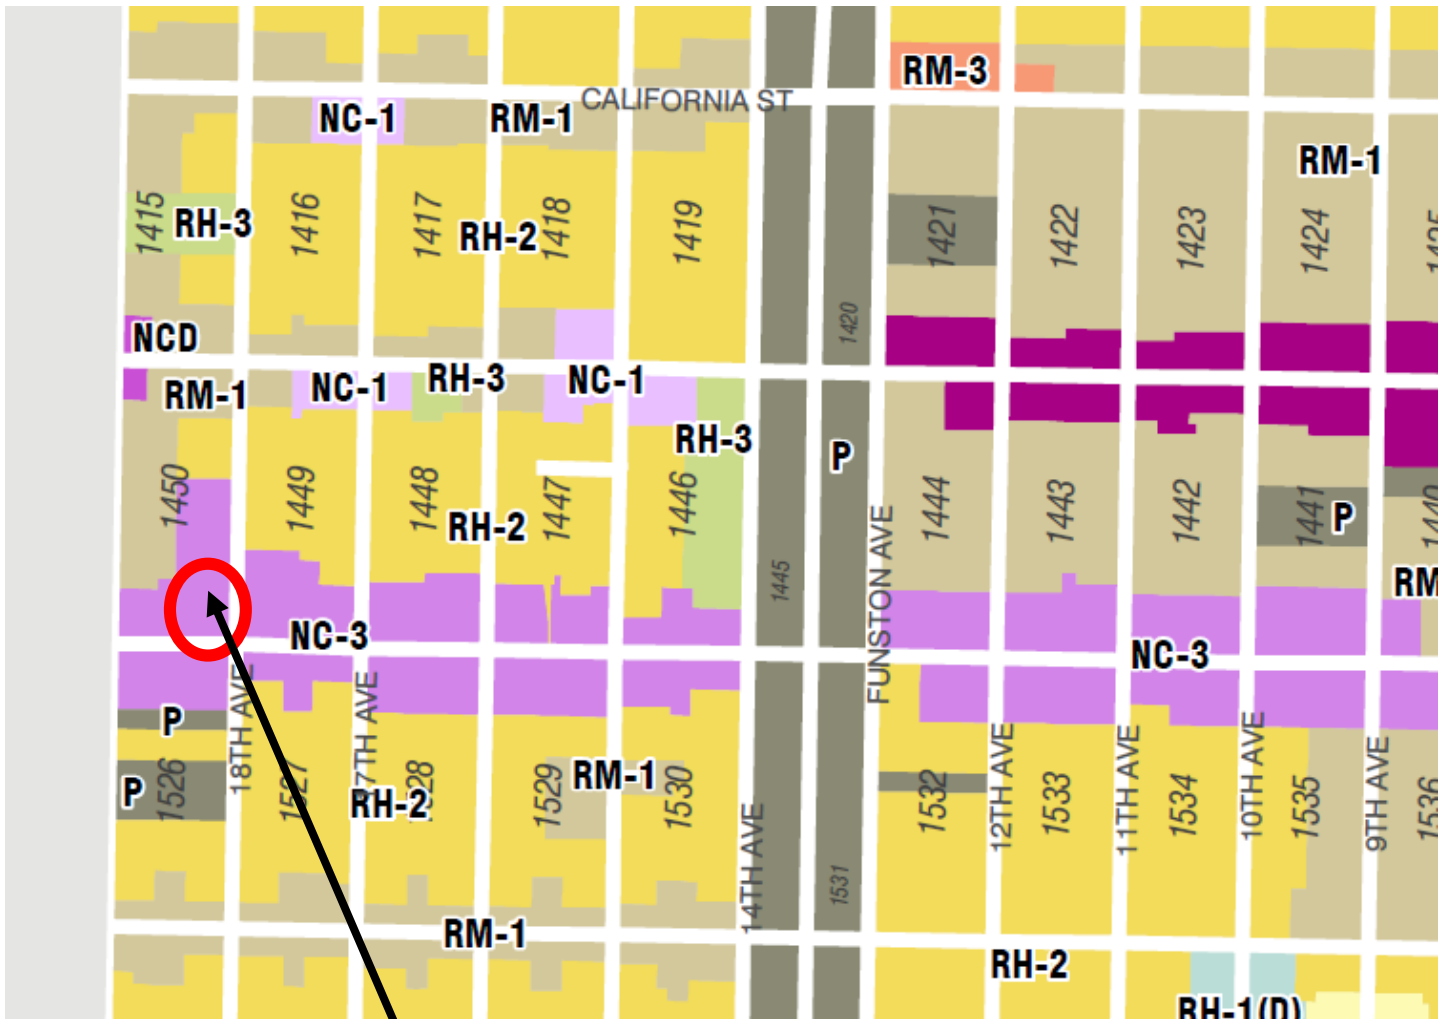 RM-3
CALIFORNIA ST
NC-1
RM-1
RM-1
1415
RH-3
1416
1417
RH-2
1418
1419
1421
1422
1423
1424
1420
NCD
RM-1
NC-1
RH-3
NC-1
RH-3
P
1450
1449
1448
RH-2
1447
1446
1445
FUNSTON AVE
1444
1443
1442
1441
P
1440
RM
NC-3
NC-3
P
18TH AVE
17TH AVE
P
1526
1527
RH-2
1528
1529
RM-1
1530
14TH AVE
1531
1532
12TH AVE
1533
11TH AVE
1534
10TH AVE
1535
9TH AVE
1536
RM-1
RH-2
RH-1(D)